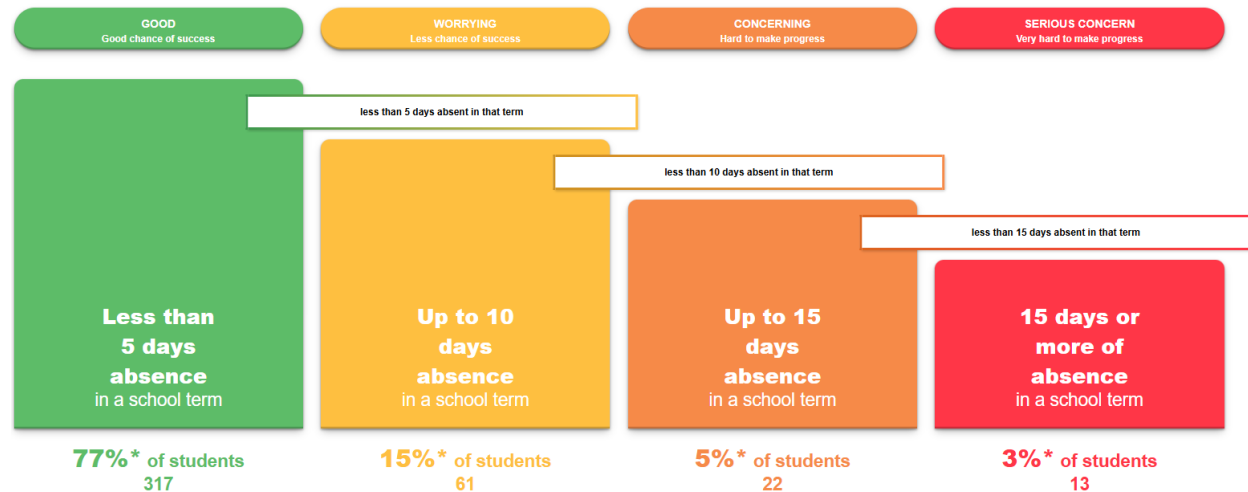 GOOD
Good chance of success
WORRYING
Less chance of success
CONCERNING
Hard to make progress
SERIOUS CONCERN
Very hard to make progress
less than 5 days absent in that term
less than 10 days absent in that term
less than 15 days absent in that term
Less than
5 days
absence
in a school term
Up to 10
days
absence
in a school term
Up to 15
days
absence
in a school term
15 days or
more of
absence
in a school term
77%* of students
317
15%* of students
61
5%* of students
22
3%* of students
13